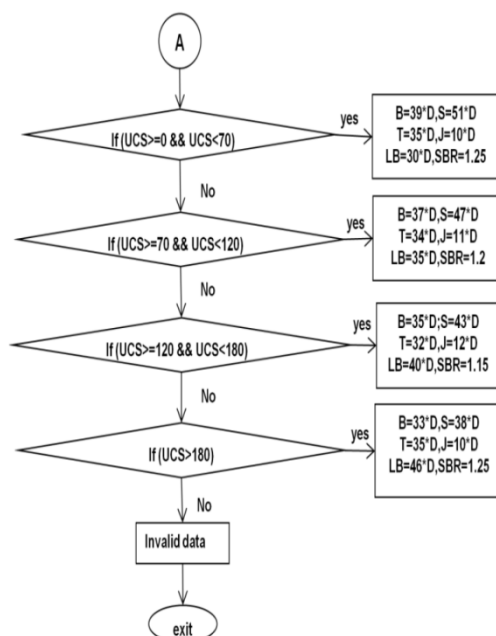 A
If (UCS>=0 && UCS<70)
yes
B=39*D,S=51*D
T=35*D,J=10*D
LB=30*D,SBR=1.25
No
If (UCS>=70 && UCS<120)
yes
B=37*D,S=47*D
T=34*D,J=11*D
LB=35*D,SBR=1.2
No
If (UCS>=120 && UCS<180)
yes
B=35*D;S=43*D
T=32*D,J=12*D
LB=40*D,SBR=1.15
No
If (UCS>180)
yes
B=33*D,S=38*D
T=35*D,J=10*D
LB=46*D,SBR=1.25
No
Invalid data
exit